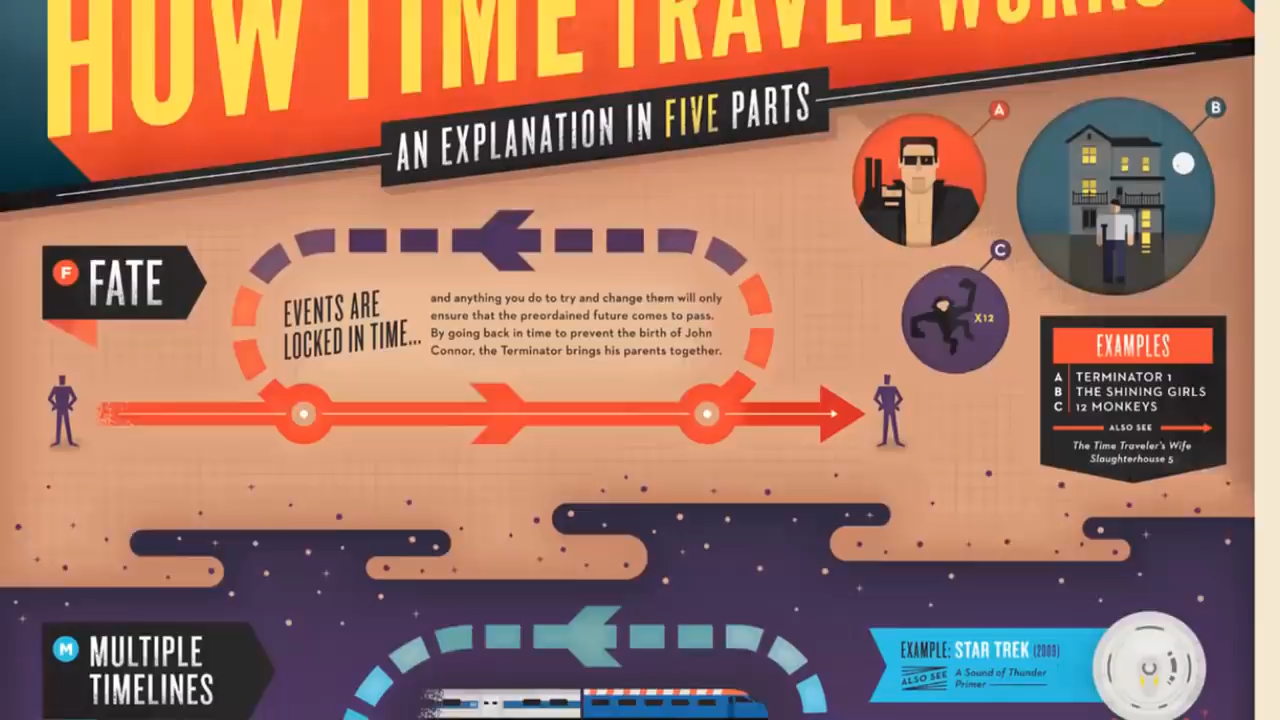 HOW TIME TRAVEL WORKS
AN EXPLANATION IN FIVE PARTS
A
B
C
X12
F
FATE
EVENTS ARE
LOCKED IN TIME...
and anything you do to try and change them will only
ensure that the preordained future comes to pass.
By going back in time to prevent the birth of John
Connor, the Terminator brings his parents together.
EXAMPLES
A TERMINATOR 1
B THE SHINING GIRLS
C 12 MONKEYS
ALSO SEE
The Time Traveler's Wife
Slaughterhouse 5
M
MULTIPLE
TIMELINES
EXAMPLE: STAR TREK (2009)
ALSO SEE
A Sound of Thunder
Primer